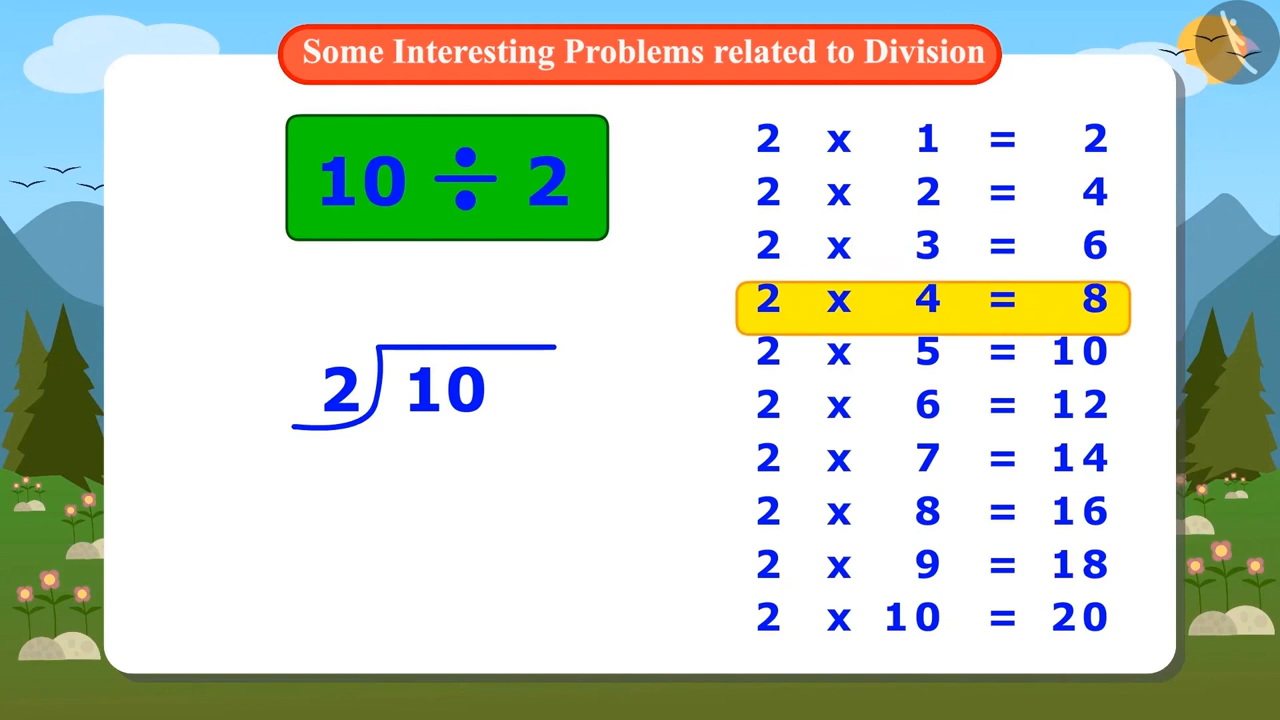 Some Interesting Problems related to Division
10 ÷ 2
2 10
2 x 1 = 2
2 x 2 = 4
2 x 3 = 6
2 x 4 = 8
2 x 5 = 10
2 x 6 = 12
2 x 7 = 14
2 x 8 = 16
2 x 9 = 18
2 x 10 = 20